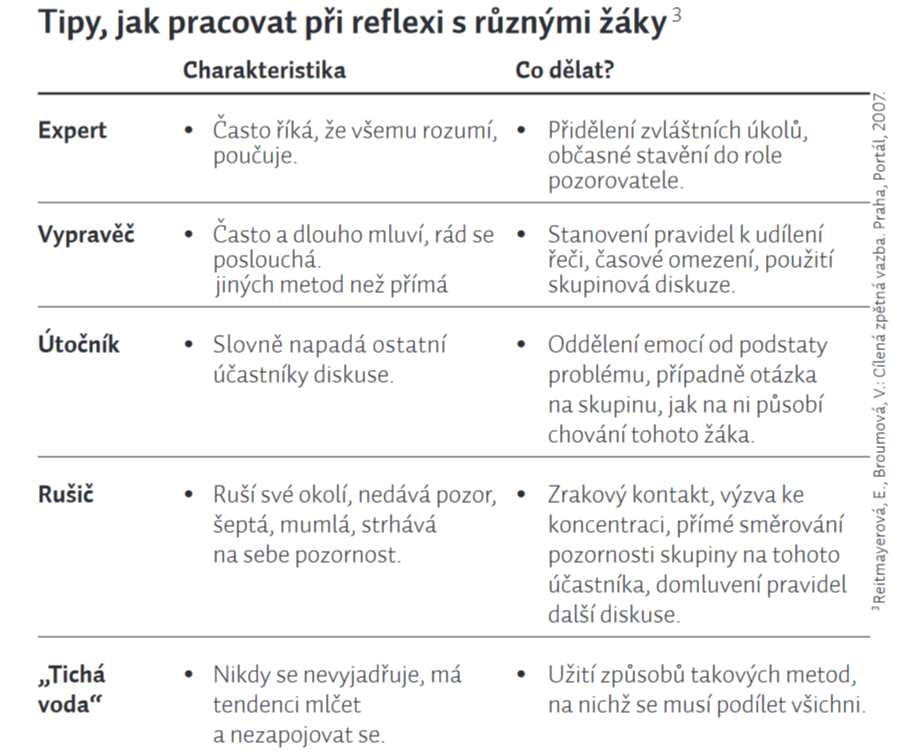 Tipy, jak pracovat při reflexi s různými žáky ³
Charakteristika
Co dělat?
Expert
• Často říká, že všemu rozumí,
poučuje.
• Přidělení zvláštních úkolů,
občasné stavění do role
pozorovatele.
Vypravěč
• Často a dlouho mluví, rád se
poslouchá.
jiných metod než přímá
• Stanovení pravidel k udílení
řeči, časové omezení, použití
skupinová diskuze.
Útočník
• Slovně napadá ostatní
účastníky diskuse.
• Oddělení emocí od podstaty
problému, případně otázka
na skupinu, jak na ni působí
chování tohoto žáka.
Rušič
• Ruší své okolí, nedává pozor,
šeptá, mumlá, strhává
na sebe pozornost.
• Zrakový kontakt, výzva ke
koncentraci, přímé směrování
pozornosti skupiny na tohoto
účastníka, domluvení pravidel
další diskuse.
„Tichá
voda“
• Nikdy se nevyjadřuje, má
tendenci mlčet
a nezapojovat se.
• Užití způsobů takových metod,
na nichž se musí podílet všichni.
³ Reitmayerová, E., Broumová, V.: Cílená zpětná vazba. Praha, Portál, 2007.